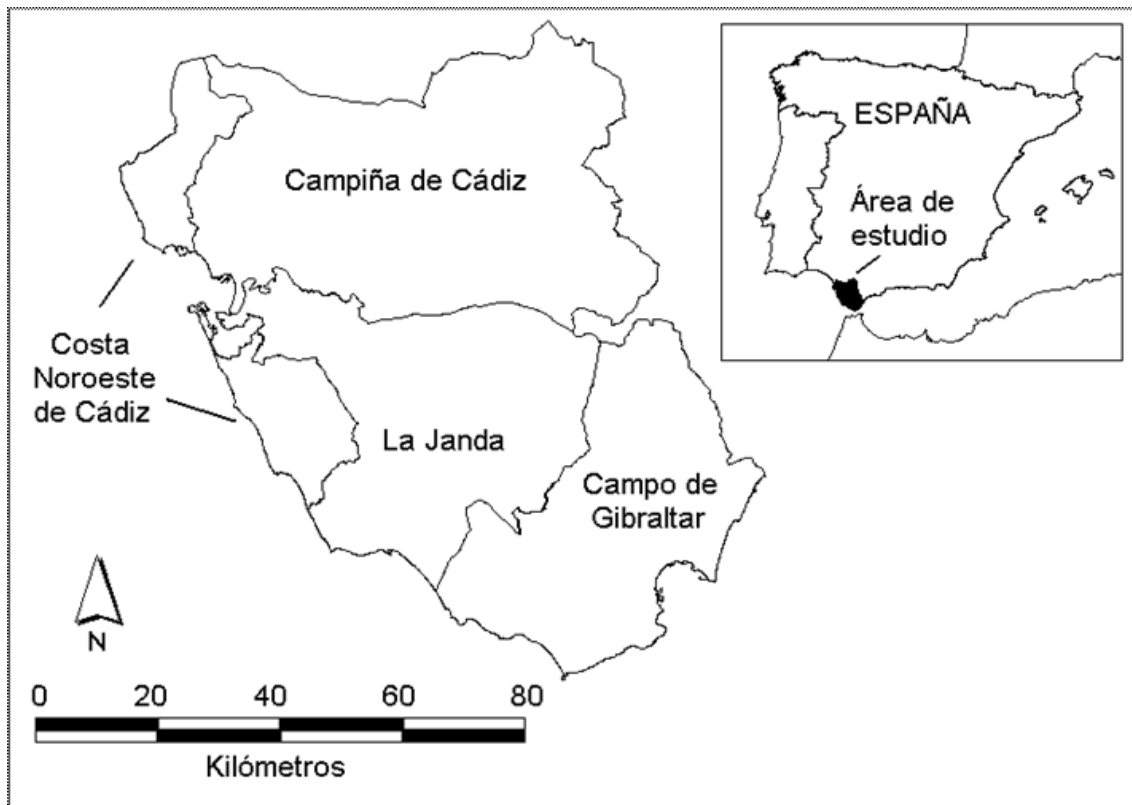 ESPAÑA
Área de
estudio
Campiña de Cádiz
Costa
Noroeste
de Cádiz
La Janda
Campo de
Gibraltar
N
0 20 40 60 80
Kilómetros